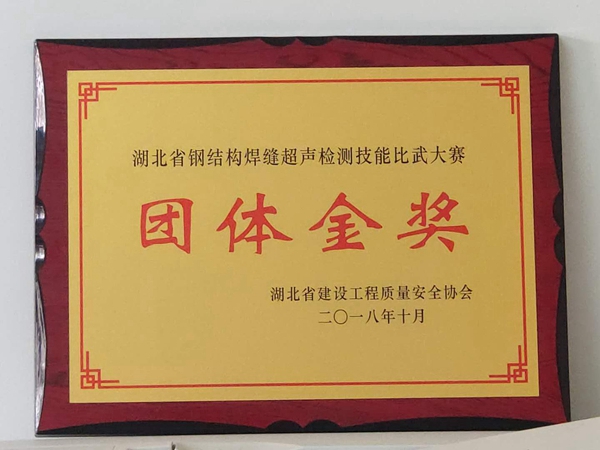 湖北省钢结构焊缝超声检测技能比武大赛
团体金奖
湖北省建设工程质量安全协会
二〇一八年十月